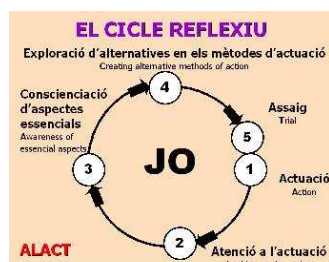 EL CICLE REFLEXIU
Exploració d'alternatives en els mètodes d'actuació
Creating alternative methods of action
4
Conscienciació
d'aspectes
essencials
Awareness of
essencial aspects
3
JO
Assaig
Trial
5
1
Actuació
Action
2
Atenció a l'actuació
ALACT